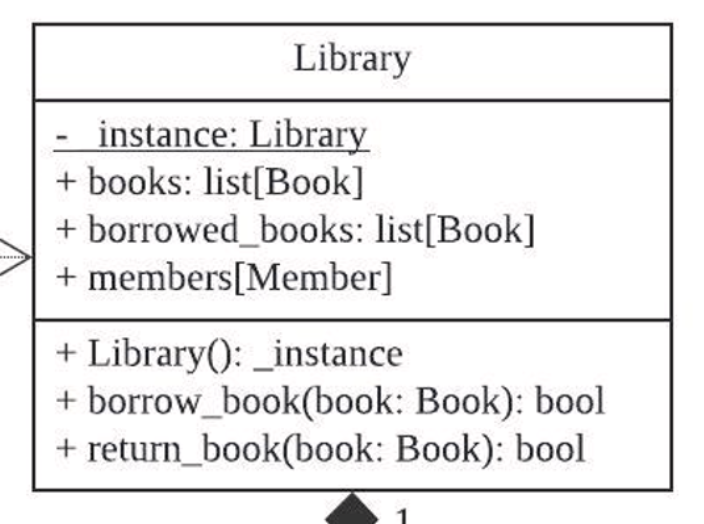 Library
- _instance: Library
+ books: list[Book]
+ borrowed_books: list[Book]
+ members[Member]
+ Library(): _instance
+ borrow_book(book: Book): bool
+ return_book(book: Book): bool
1